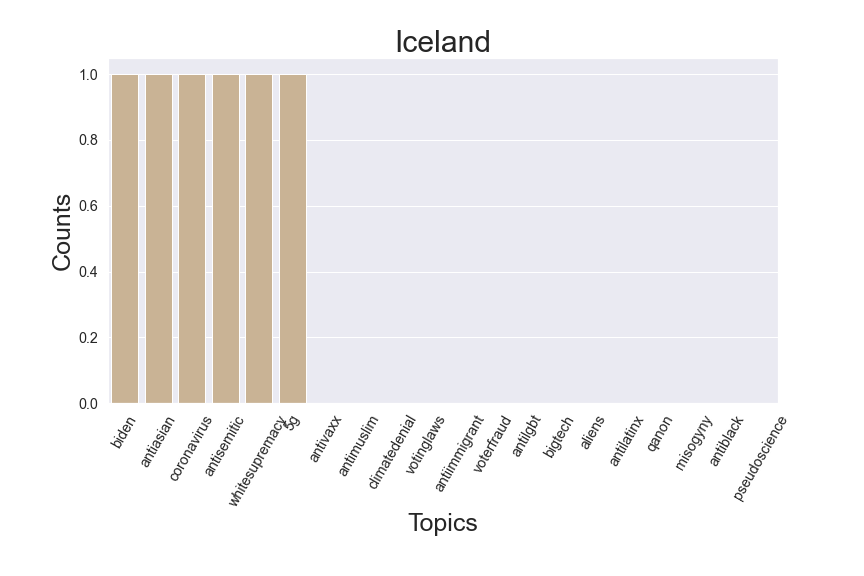 Iceland
Counts
1.0
0.8
0.6
0.4
0.2
0.0
biden
antiasian
coronavirus
antisemitic
whitesupremacy
5g
antivaxx
antimuslim
climatedenial
votinglaws
antiimmigrant
voterfraud
antilgbt
bigtech
aliens
antilatinx
qanon
misogyny
antiblack
pseudoscience
Topics